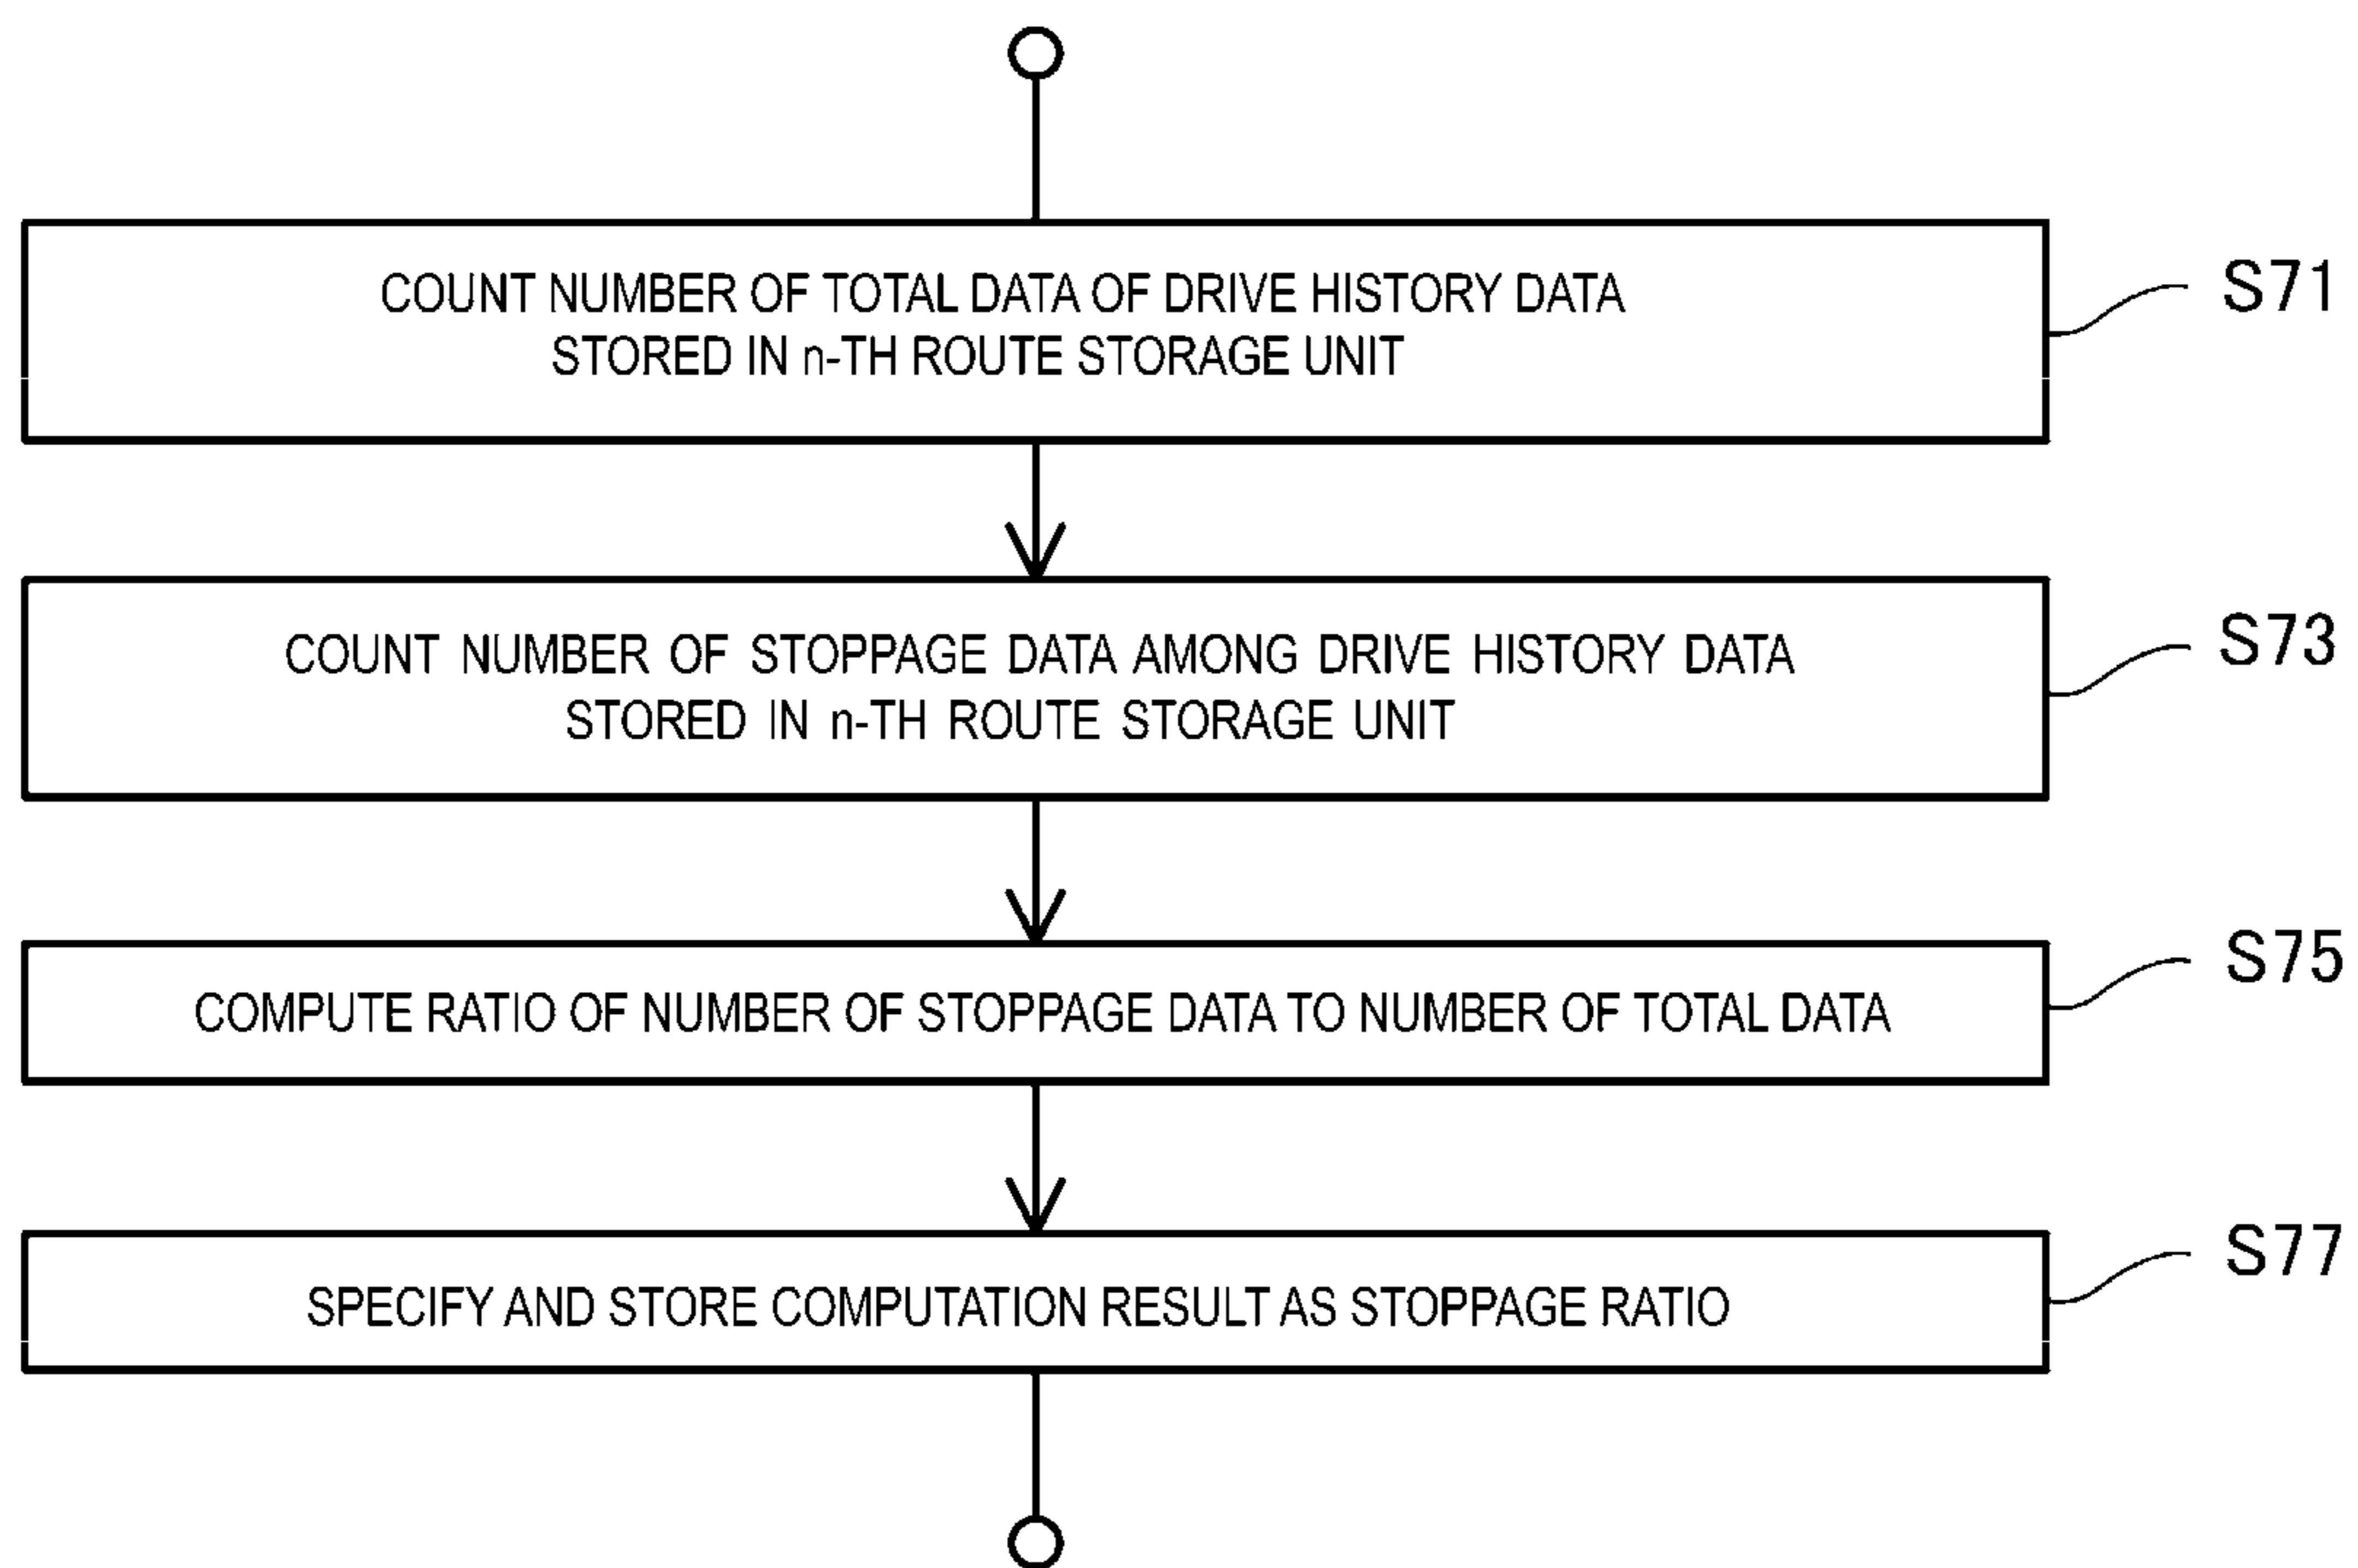 COUNT NUMBER OF TOTAL DATA OF DRIVE HISTORY DATA
STORED IN n-TH ROUTE STORAGE UNIT
S71
COUNT NUMBER OF STOPPAGE DATA AMONG DRIVE HISTORY DATA
STORED IN n-TH ROUTE STORAGE UNIT
S73
COMPUTE RATIO OF NUMBER OF STOPPAGE DATA TO NUMBER OF TOTAL DATA
S75
SPECIFY AND STORE COMPUTATION RESULT AS STOPPAGE RATIO
S77